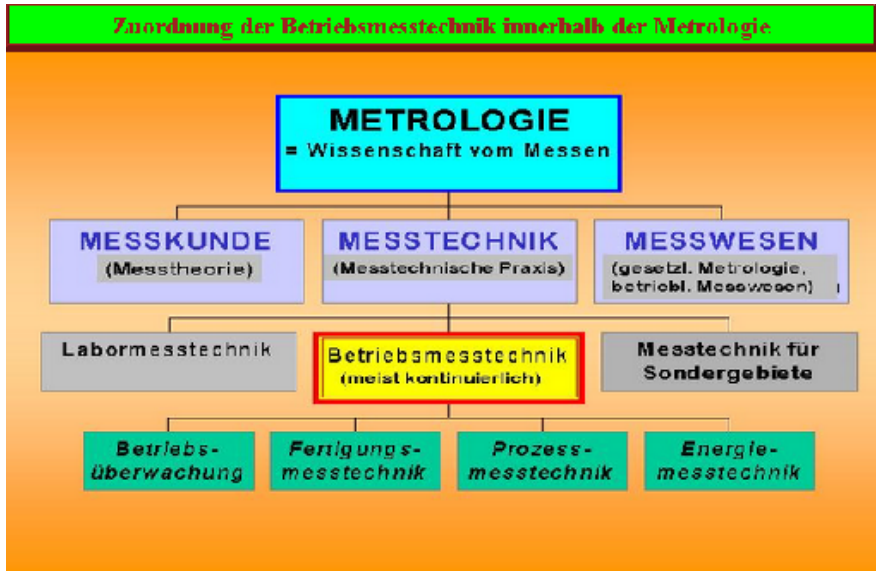 Zuordnung der Betriebsmesstechnik innerhalb der Metrologie
METROLOGIE
= Wissenschaft vom Messen
MESSKUNDE
(Messtheorie)
MESSTECHNIK
(Messtechnische Praxis)
MESSWESEN
(gesetzl. Metrologie,
betriebl. Messwesen)
Labormesstechnik
Betriebsmesstechnik
(meist kontinuierlich)
Messtechnik für
Sondergebiete
Betriebs-
überwachung
Fertigungs-
messtechnik
Prozess-
messtechnik
Energie-
messtechnik